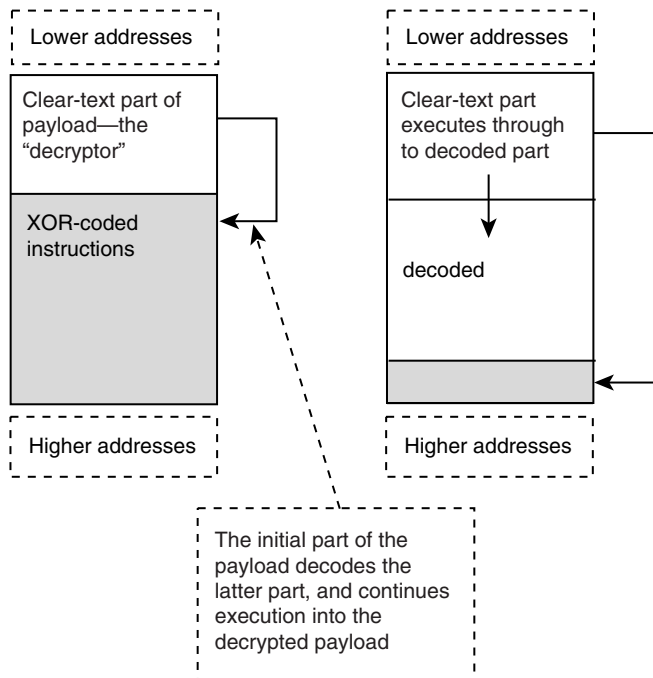 Lower addresses
Clear-text part of
payload—the
“decryptor”
XOR-coded
instructions
Higher addresses
Lower addresses
Clear-text part
executes through
to decoded part
decoded
Higher addresses
The initial part of the
payload decodes the
latter part, and continues
execution into the
decrypted payload